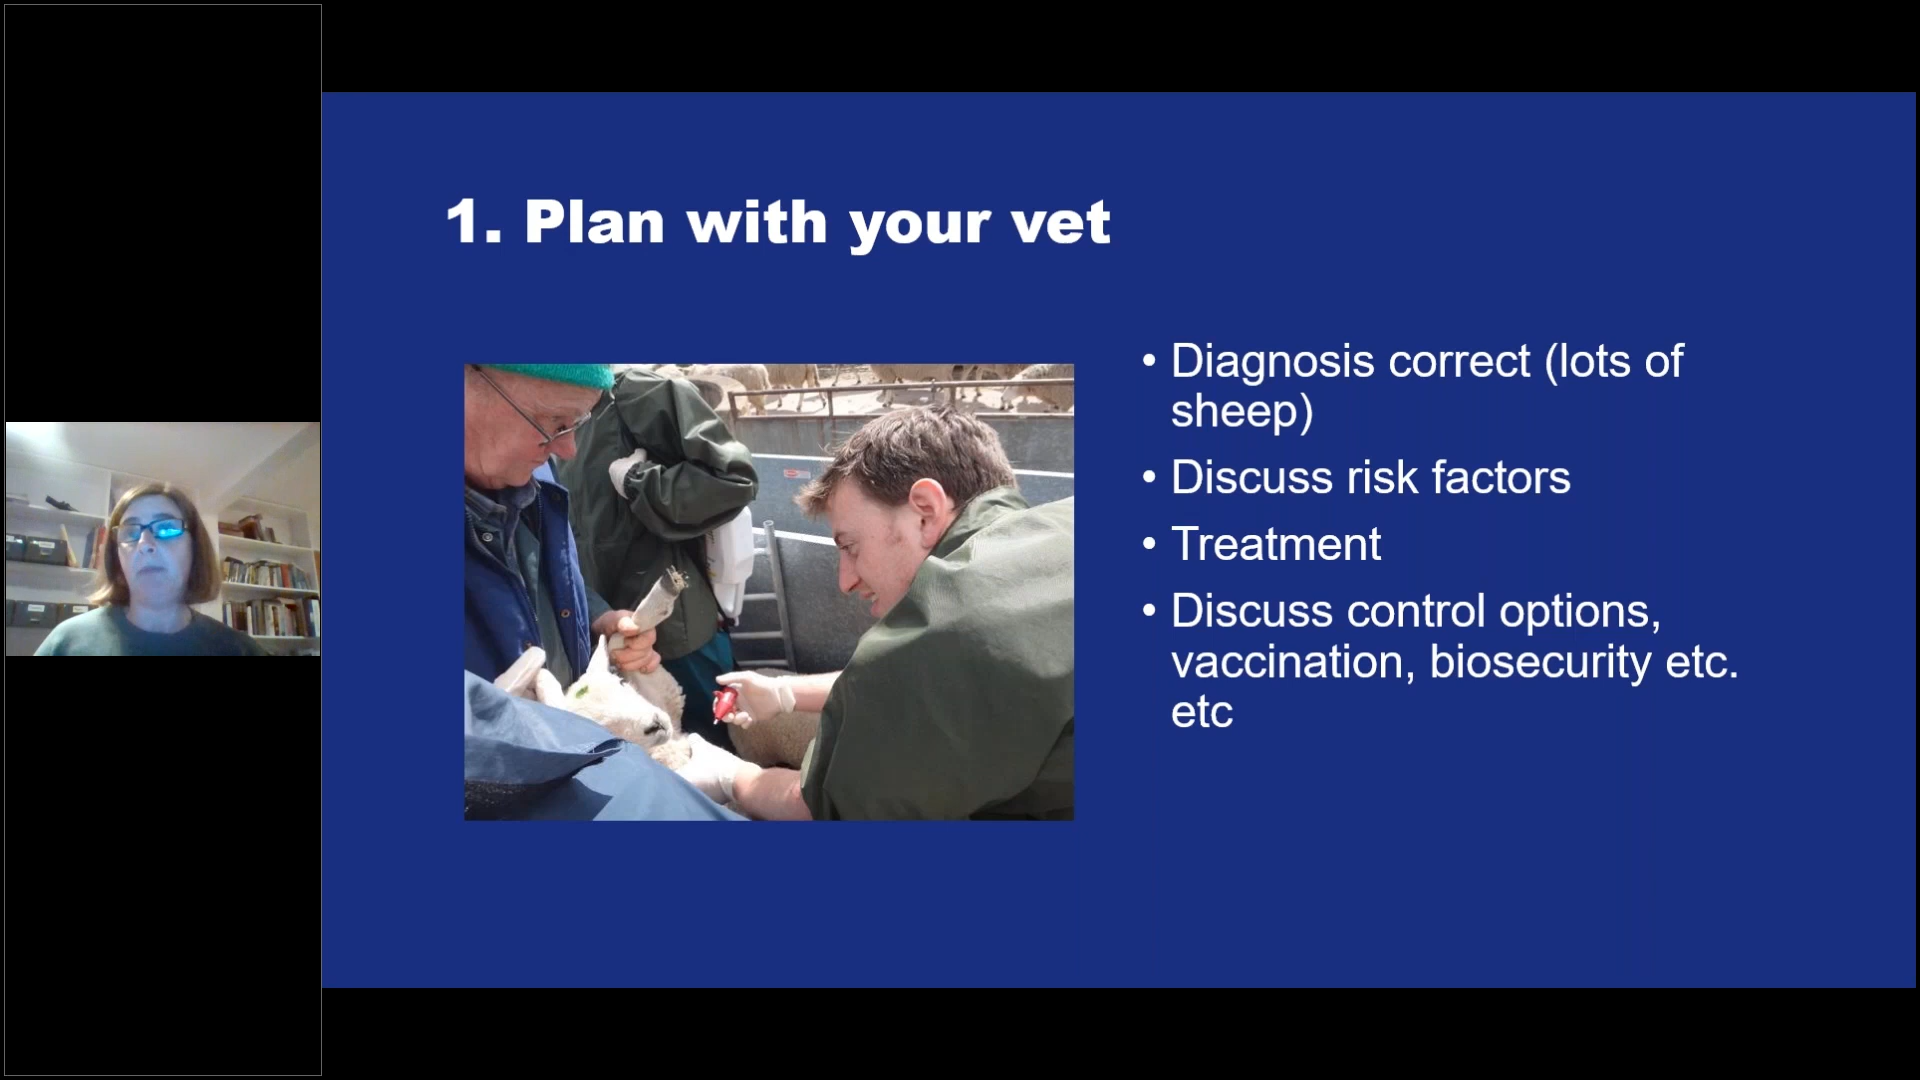 1. Plan with your vet
• Diagnosis correct (lots of
sheep)
• Discuss risk factors
• Treatment
• Discuss control options,
vaccination, biosecurity etc.
etc